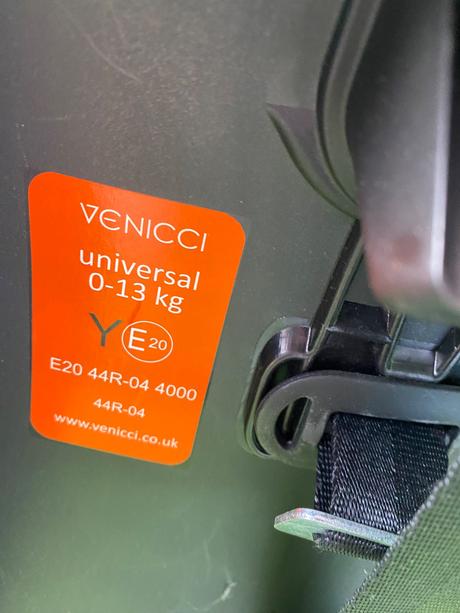 VENICCI
universal
0-13 kg
Y E20
E20 44R-04 4000
44R-04
www.venicci.co.uk